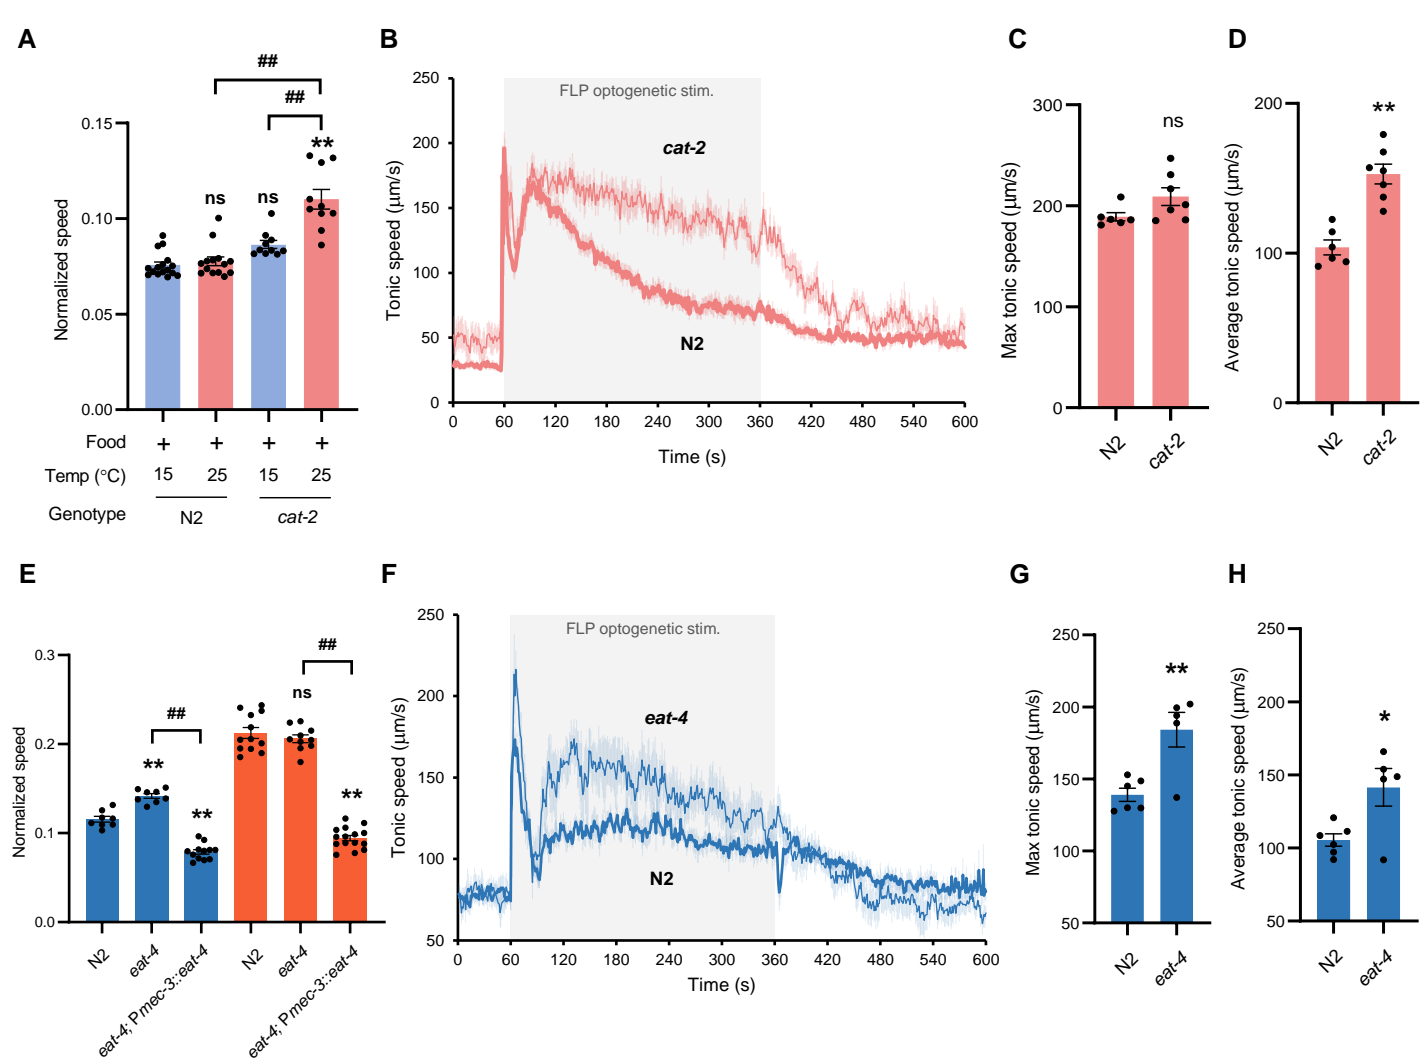 A
##
##
**
ns
ns
0.15
0.10
0.05
0.00
Normalized speed
Food + + + +
Temp (°C) 15 25 15 25
Genotype N2 cat-2
B
FLP optogenetic stim.
cat-2
N2
250
200
150
100
50
0
Tonic speed (µm/s)
0 60 120 180 240 300 360 420 480 540 600
Time (s)
C
ns
300
200
100
0
Max tonic speed (µm/s)
N2
cat-2
D
**
200
100
0
Average tonic speed (µm/s)
N2
cat-2
E
##
##
ns
**
**
**
0.3
0.2
0.1
0.0
Normalized speed
N2
eat-4
eat-4; Pmec-3::eat-4
N2
eat-4
eat-4; Pmec-3::eat-4
F
FLP optogenetic stim.
eat-4
N2
250
200
150
100
50
Tonic speed (µm/s)
0 60 120 180 240 300 360 420 480 540 600
Time (s)
G
**
250
200
150
100
50
Max tonic speed (µm/s)
N2
eat-4
H
*
250
200
150
100
50
Average tonic speed (µm/s)
N2
eat-4